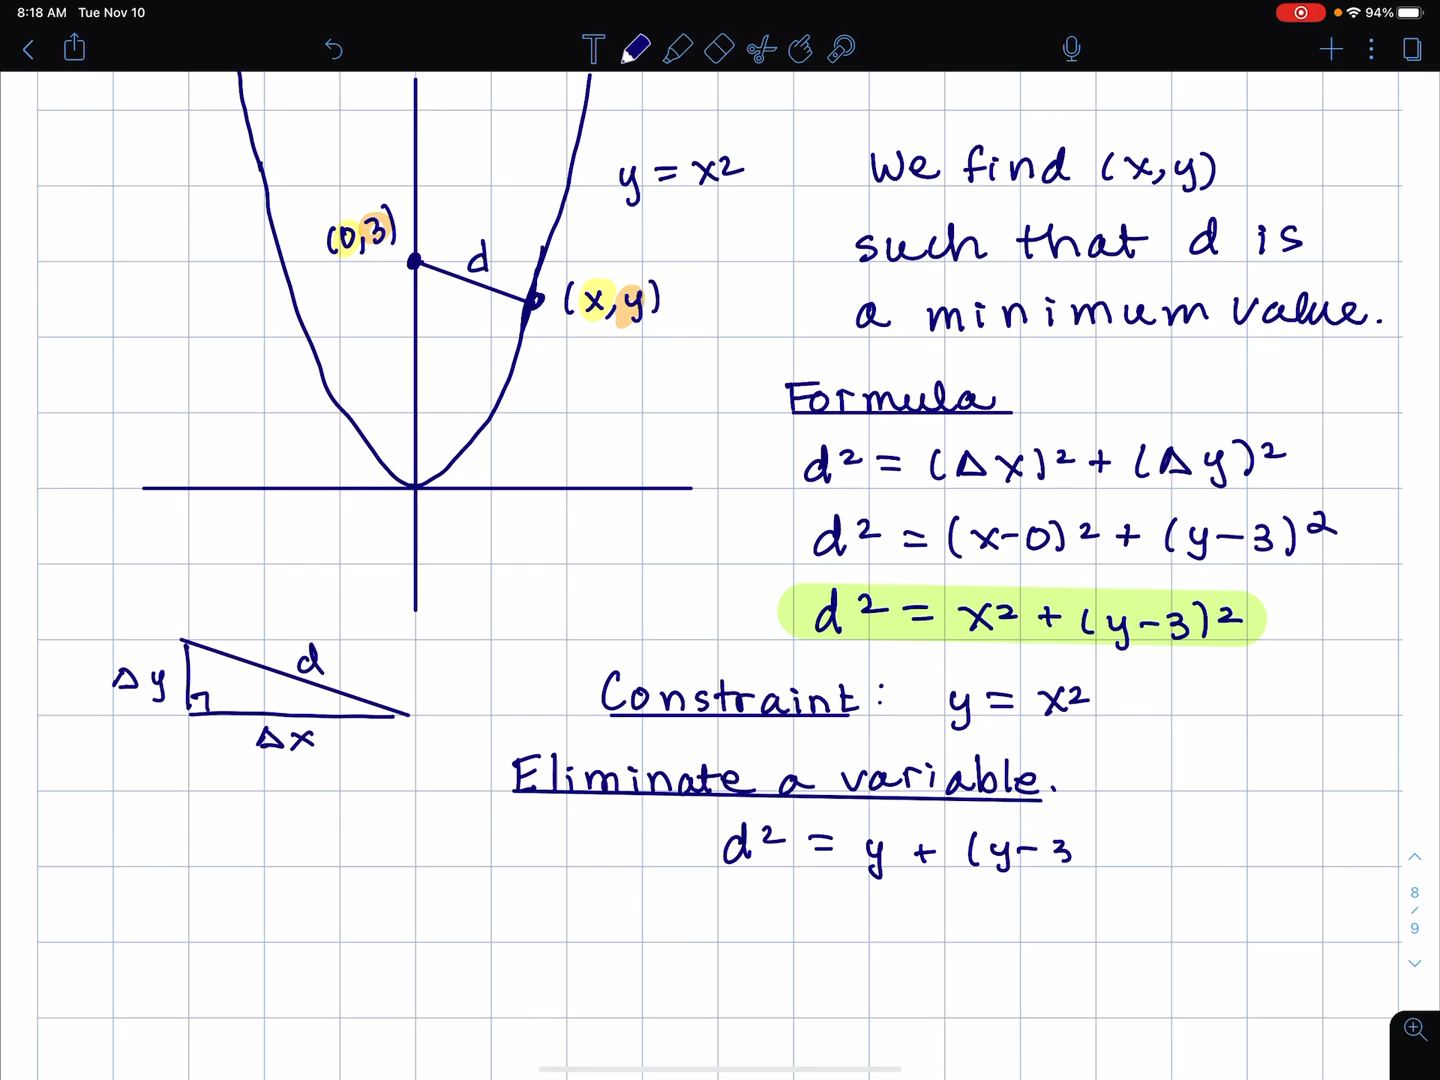 8:18 AM Tue Nov 10
94%
T
y = x²
(0,3)
d
(x,y)
We find (x,y)
such that d is
a minimum value.
Formula
d² = (Δx)² + (Δy)²
d² = (x-0)² + (y-3)²
d² = x² + (y-3)²
Δy
d
Δx
Constraint: y = x²
Eliminate a variable.
d² = y + (y-3
8
/
9